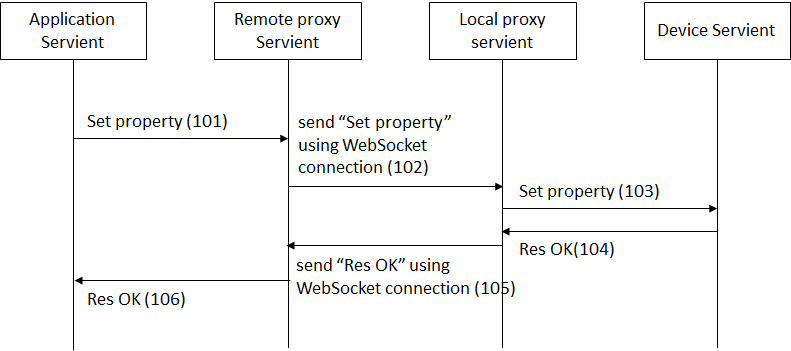 Application
Servient
Remote proxy
Servient
Local proxy
servient
Device Servient
Set property (101)
send “Set property”
using WebSocket
connection (102)
Set property (103)
Res OK(104)
send “Res OK” using
WebSocket connection (105)
Res OK (106)